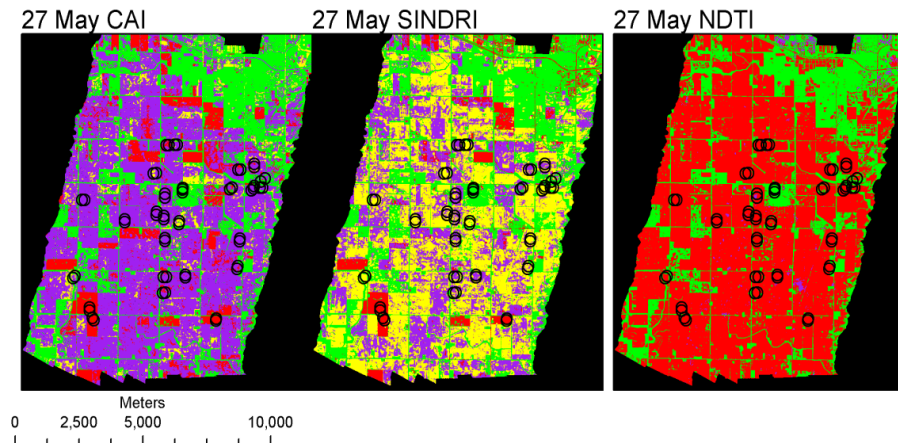 27 May CAI
27 May SINDRI
27 May NDTI
Meters
0 2,500 5,000 10,000